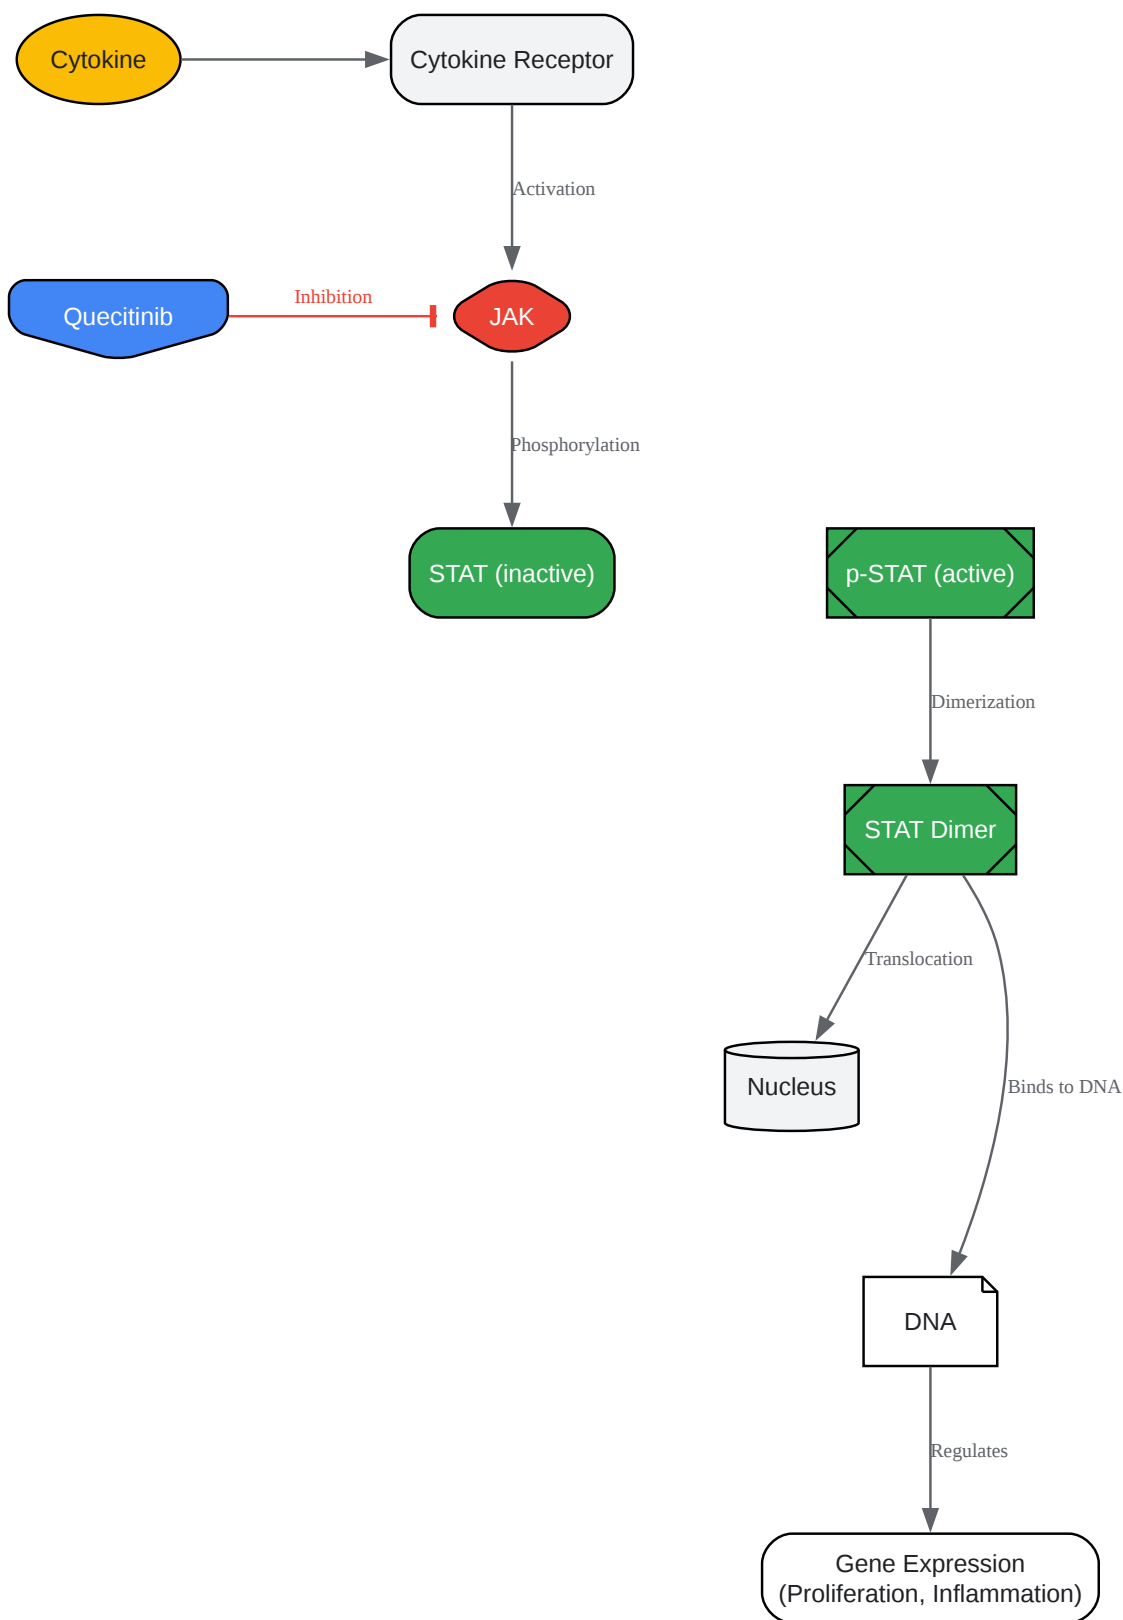 Cytokine
Cytokine Receptor
Activation
Quecitinib
Inhibition
JAK
Phosphorylation
STAT (inactive)
p-STAT (active)
Dimerization
STAT Dimer
Translocation
Nucleus
Binds to DNA
DNA
Regulates
Gene Expression
(Proliferation, Inflammation)